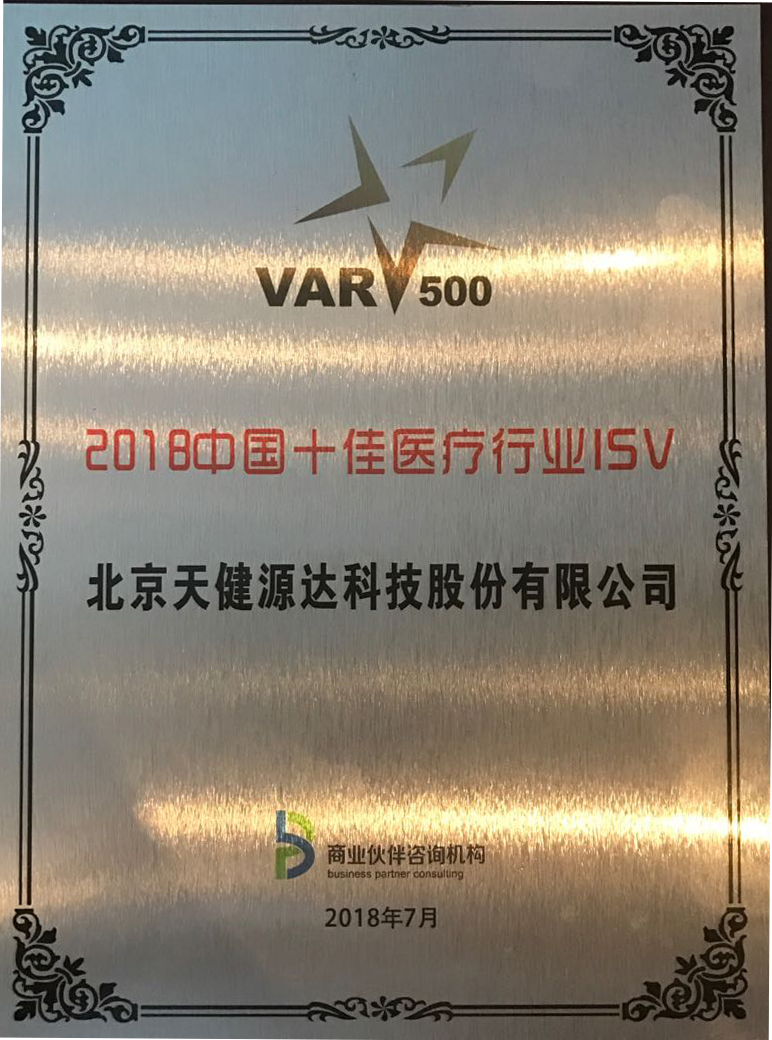 VAR 500
2018中国十佳医疗行业ISV
北京天健源达科技股份有限公司
商业伙伴咨询机构
business partner consulting
2018年7月